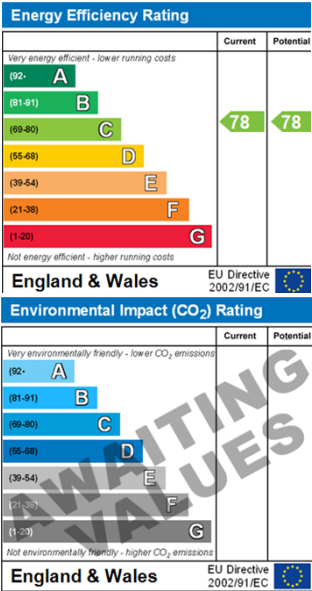 Energy Efficiency Rating
Current Potential
Very energy efficient - lower running costs
(92- A
(81-91) B
(69-80) C 78 78
(55-68) D
(39-54) E
(21-38) F
(1-20) G
Not energy efficient - higher running costs
England & Wales
EU Directive
2002/91/EC
Environmental Impact (CO2) Rating
Current Potential
Very environmentally friendly - lower CO2 emissions
(92- A
(81-91) B
(69-80) C
(55-68) D
(39-54) E
(21-38) F
(1-20) G
AWAITING
VALUES
Not environmentally friendly - higher CO2 emissions
England & Wales
EU Directive
2002/91/EC